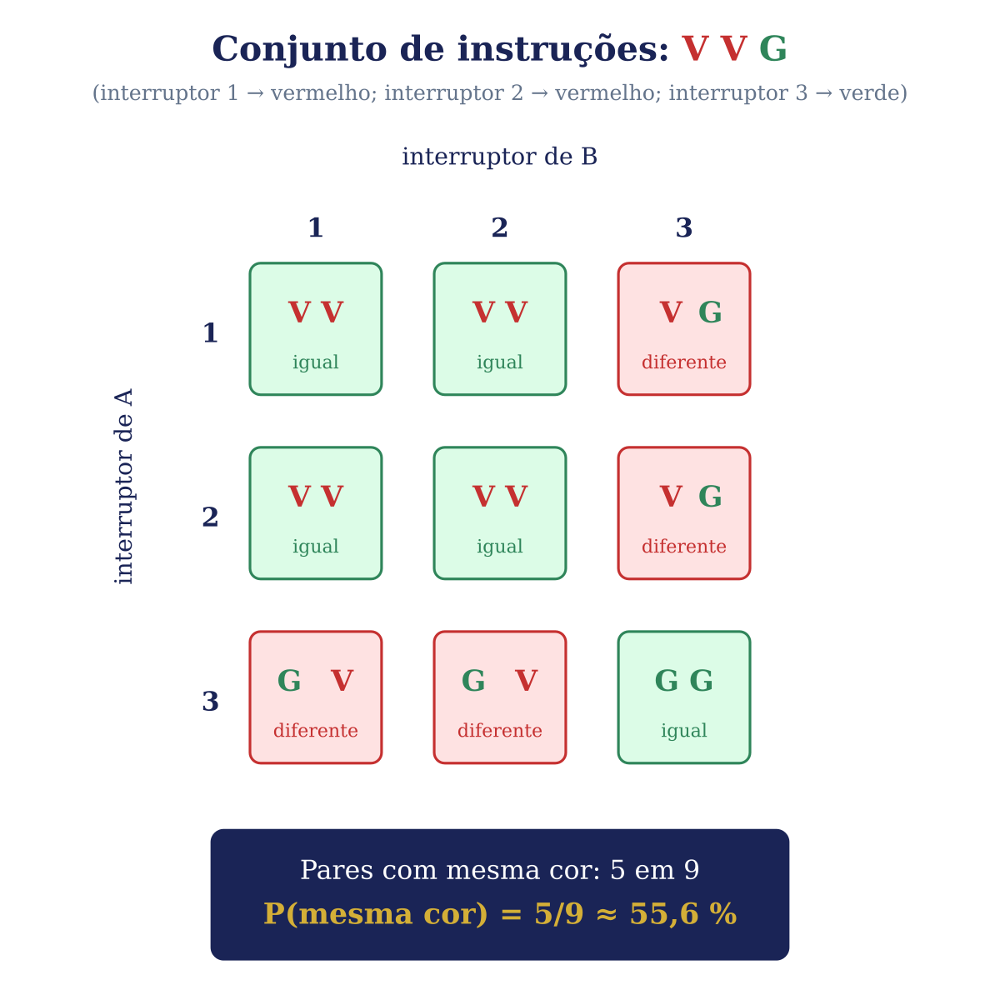 Conjunto de instruções: V V G
(interruptor 1 → vermelho; interruptor 2 → vermelho; interruptor 3 → verde)
interruptor de B
1 2 3
interruptor de A
1
V V V V V G
igual igual diferente
2
V V V V V G
igual igual diferente
3
G V G V G G
diferente diferente igual
Pares com mesma cor: 5 em 9
P(mesma cor) = 5/9 ≈ 55,6 %